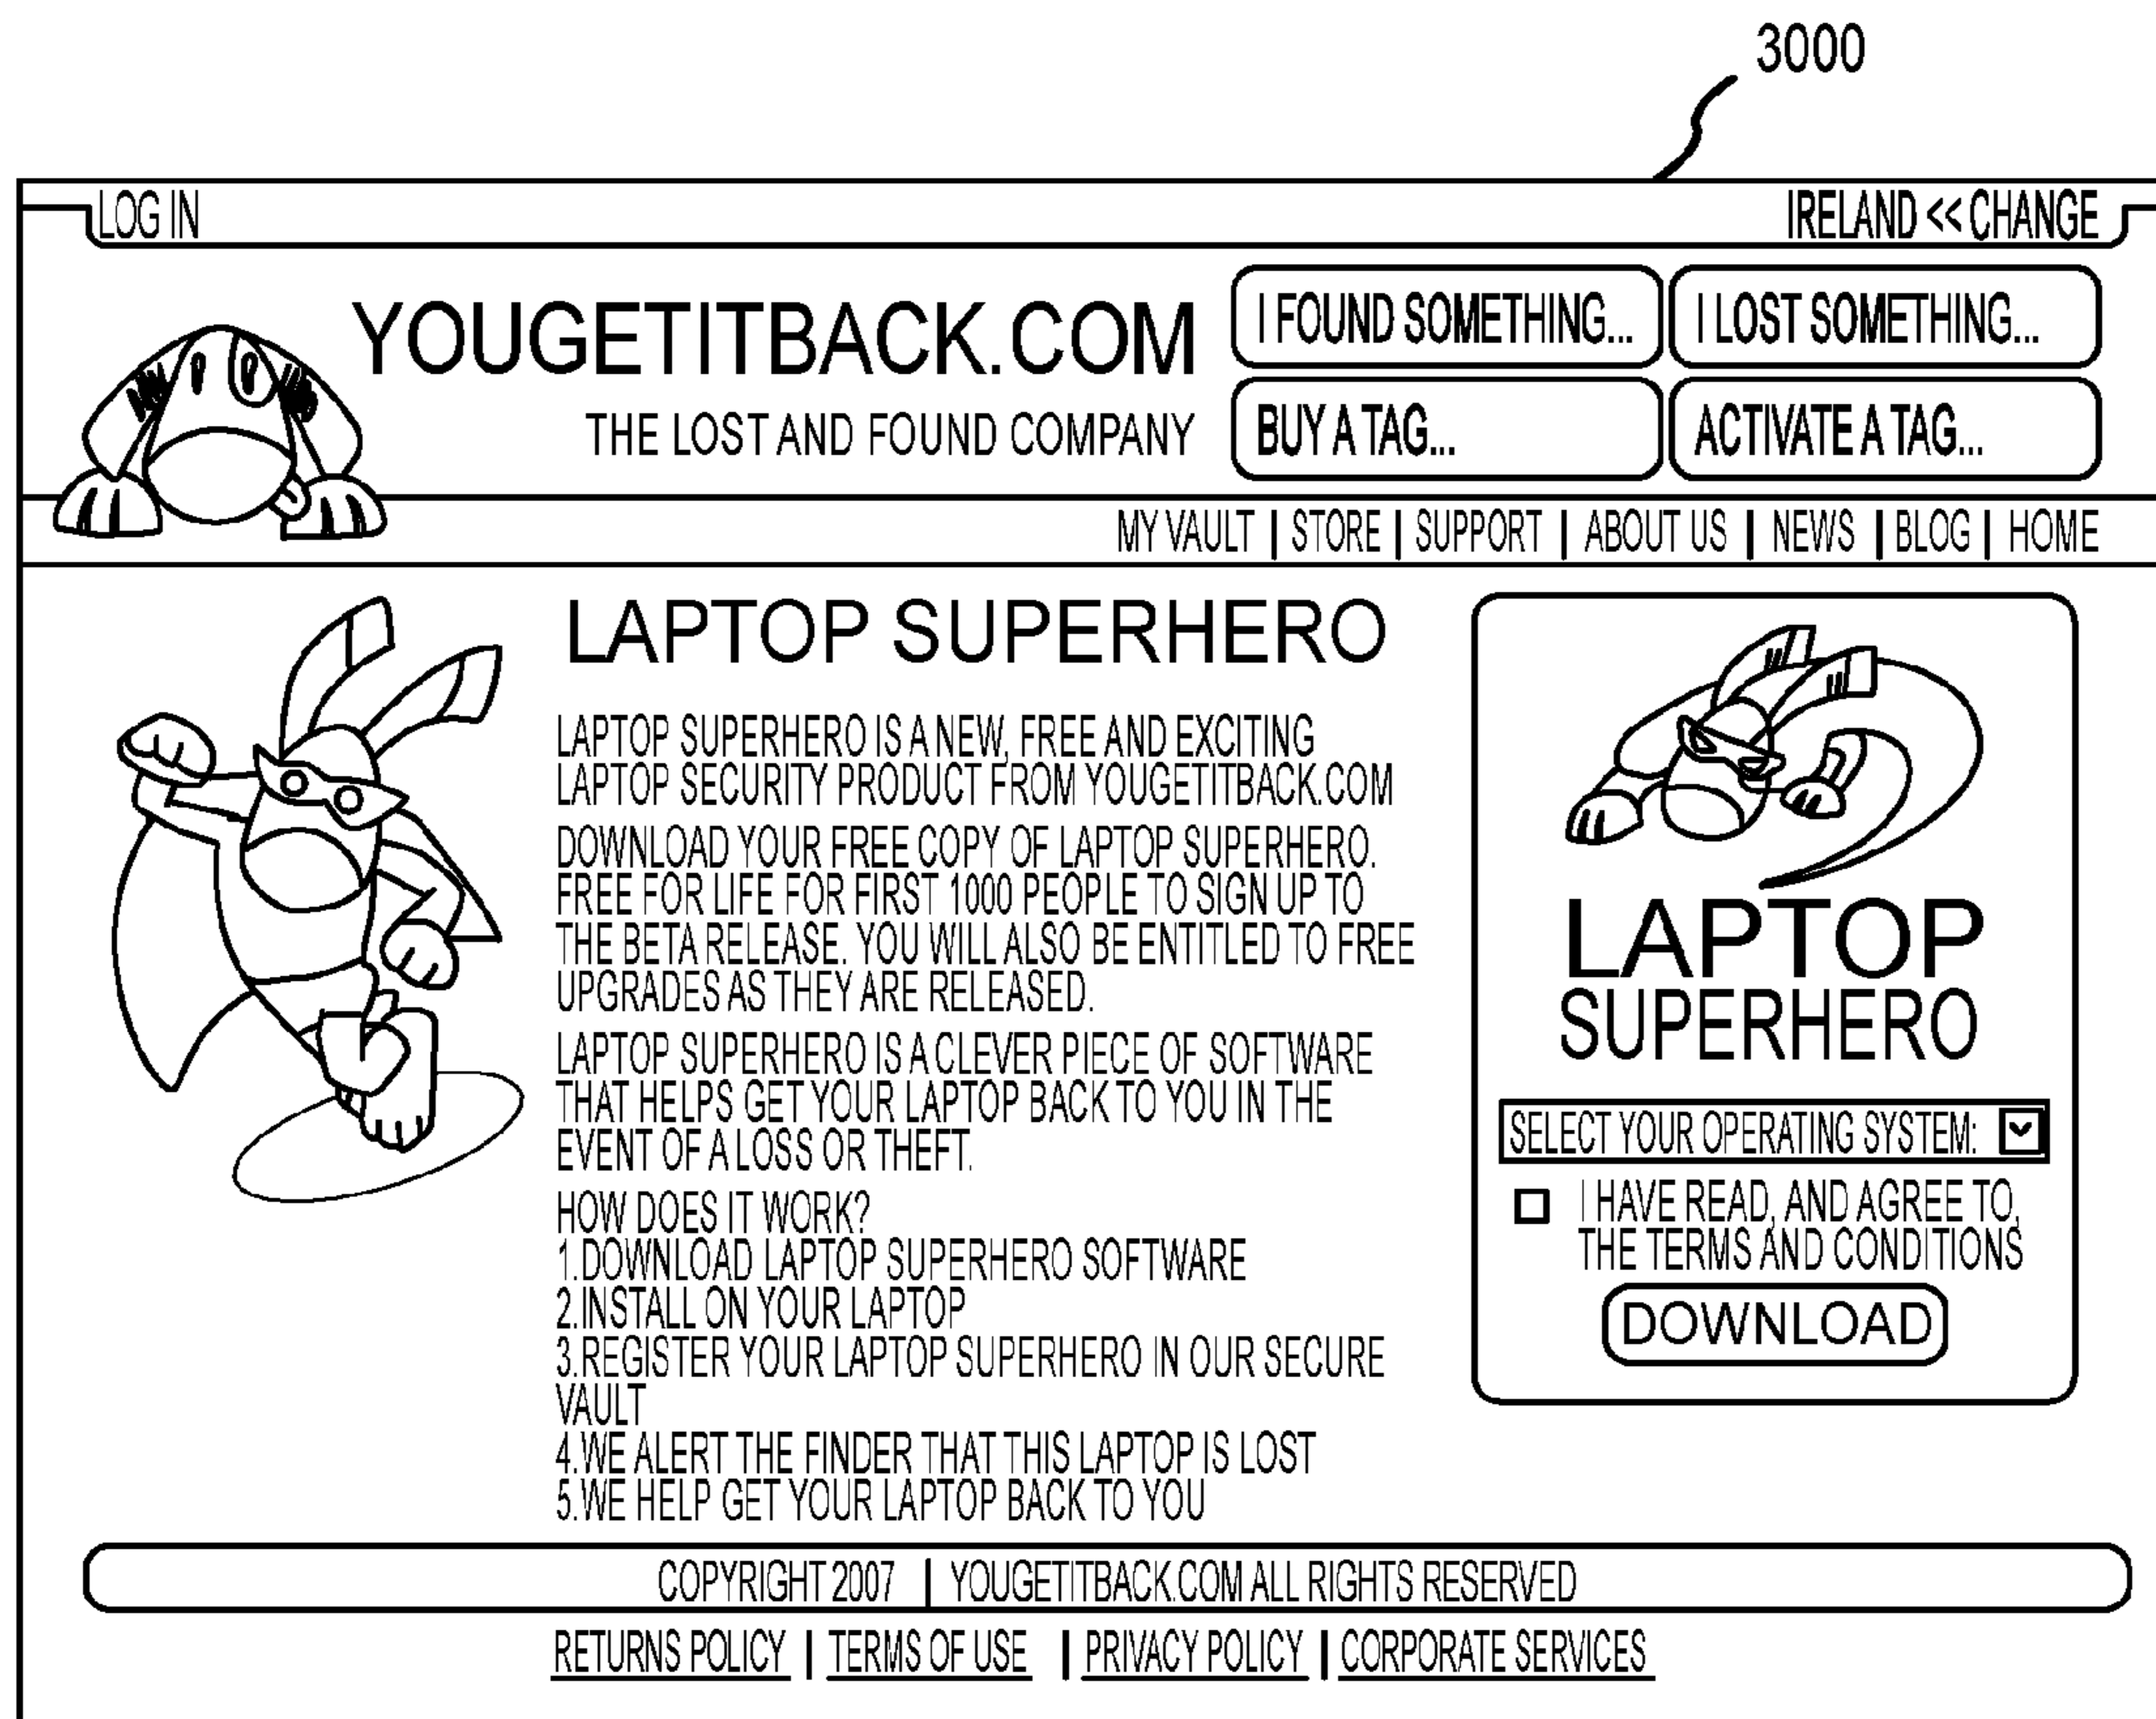 3000
LOG IN
IRELAND << CHANGE
YOUGETITBACK.COM
THE LOST AND FOUND COMPANY
I FOUND SOMETHING...
I LOST SOMETHING...
BUY A TAG...
ACTIVATE A TAG...
MY VAULT | STORE | SUPPORT | ABOUT US | NEWS | BLOG | HOME
LAPTOP SUPERHERO
LAPTOP SUPERHERO IS A NEW, FREE AND EXCITING
LAPTOP SECURITY PRODUCT FROM YOUGETITBACK.COM
DOWNLOAD YOUR FREE COPY OF LAPTOP SUPERHERO.
FREE FOR LIFE FOR FIRST 1000 PEOPLE TO SIGN UP TO
THE BETA RELEASE. YOU WILL ALSO BE ENTITLED TO FREE
UPGRADES AS THEY ARE RELEASED.
LAPTOP SUPERHERO IS A CLEVER PIECE OF SOFTWARE
THAT HELPS GET YOUR LAPTOP BACK TO YOU IN THE
EVENT OF A LOSS OR THEFT.
HOW DOES IT WORK?
1.DOWNLOAD LAPTOP SUPERHERO SOFTWARE
2.INSTALL ON YOUR LAPTOP
3.REGISTER YOUR LAPTOP SUPERHERO IN OUR SECURE
VAULT
4.WE ALERT THE FINDER THAT THIS LAPTOP IS LOST
5.WE HELP GET YOUR LAPTOP BACK TO YOU
LAPTOP
SUPERHERO
SELECT YOUR OPERATING SYSTEM:
I HAVE READ, AND AGREE TO,
THE TERMS AND CONDITIONS
DOWNLOAD
COPYRIGHT 2007 | YOUGETITBACK.COM ALL RIGHTS RESERVED
RETURNS POLICY | TERMS OF USE | PRIVACY POLICY | CORPORATE SERVICES